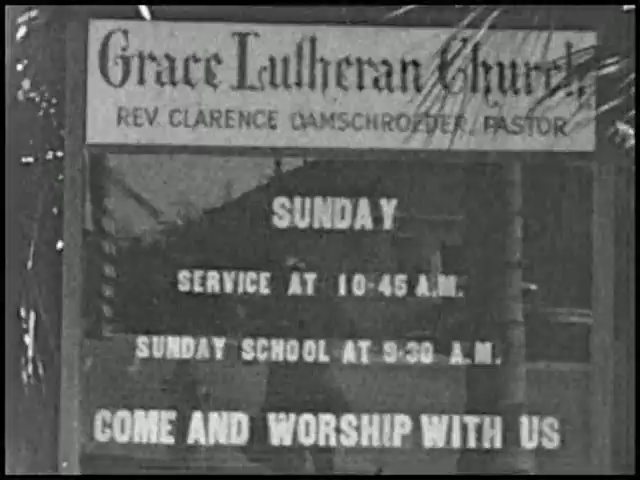 Grace Lutheran Church
REV. CLARENCE DAMSCHROEDER, PASTOR
SUNDAY
SERVICE AT 10-45 A.M.
SUNDAY SCHOOL AT 9-30 A.M.
COME AND WORSHIP WITH US